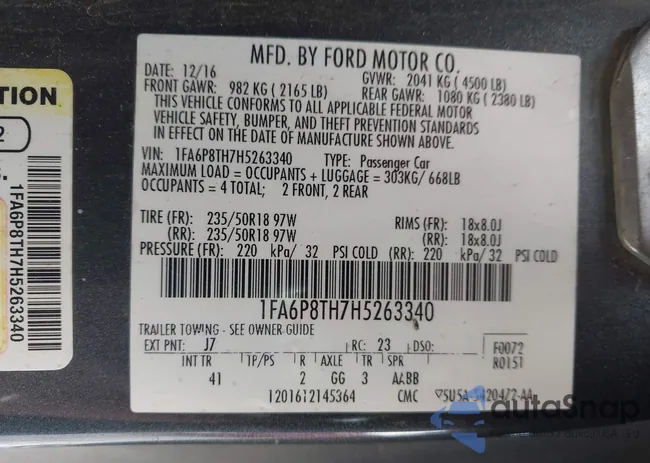 TION
2
1FA6P8TH7H5263340
MFD. BY FORD MOTOR CO.
DATE: 12/16 GVWR: 2041 KG ( 4500 LB)
FRONT GAWR: 982 KG ( 2165 LB) REAR GAWR: 1080 KG ( 2380 LB)
THIS VEHICLE CONFORMS TO ALL APPLICABLE FEDERAL MOTOR
VEHICLE SAFETY, BUMPER, AND THEFT PREVENTION STANDARDS
IN EFFECT ON THE DATE OF MANUFACTURE SHOWN ABOVE.
VIN: 1FA6P8TH7H5263340 TYPE: Passenger Car
MAXIMUM LOAD = OCCUPANTS + LUGGAGE = 303KG/ 668LB
OCCUPANTS = 4 TOTAL; 2 FRONT, 2 REAR
TIRE (FR): 235/50R18 97W RIMS (FR): 18x8.0J
(RR): 235/50R18 97W (RR): 18x8.0J
PRESSURE (FR): 220 kPa/ 32 PSI COLD (RR): 220 kPa/ 32 PSI COLD
1FA6P8TH7H5263340
TRAILER TOWING - SEE OWNER GUIDE
EXT PNT: J7 RC: 23 DSO: F0072
R0151
INT TR TP/PS R AXLE TR SPR
41 2 GG 3 AABB
1201612145364 CMC
autoSnap